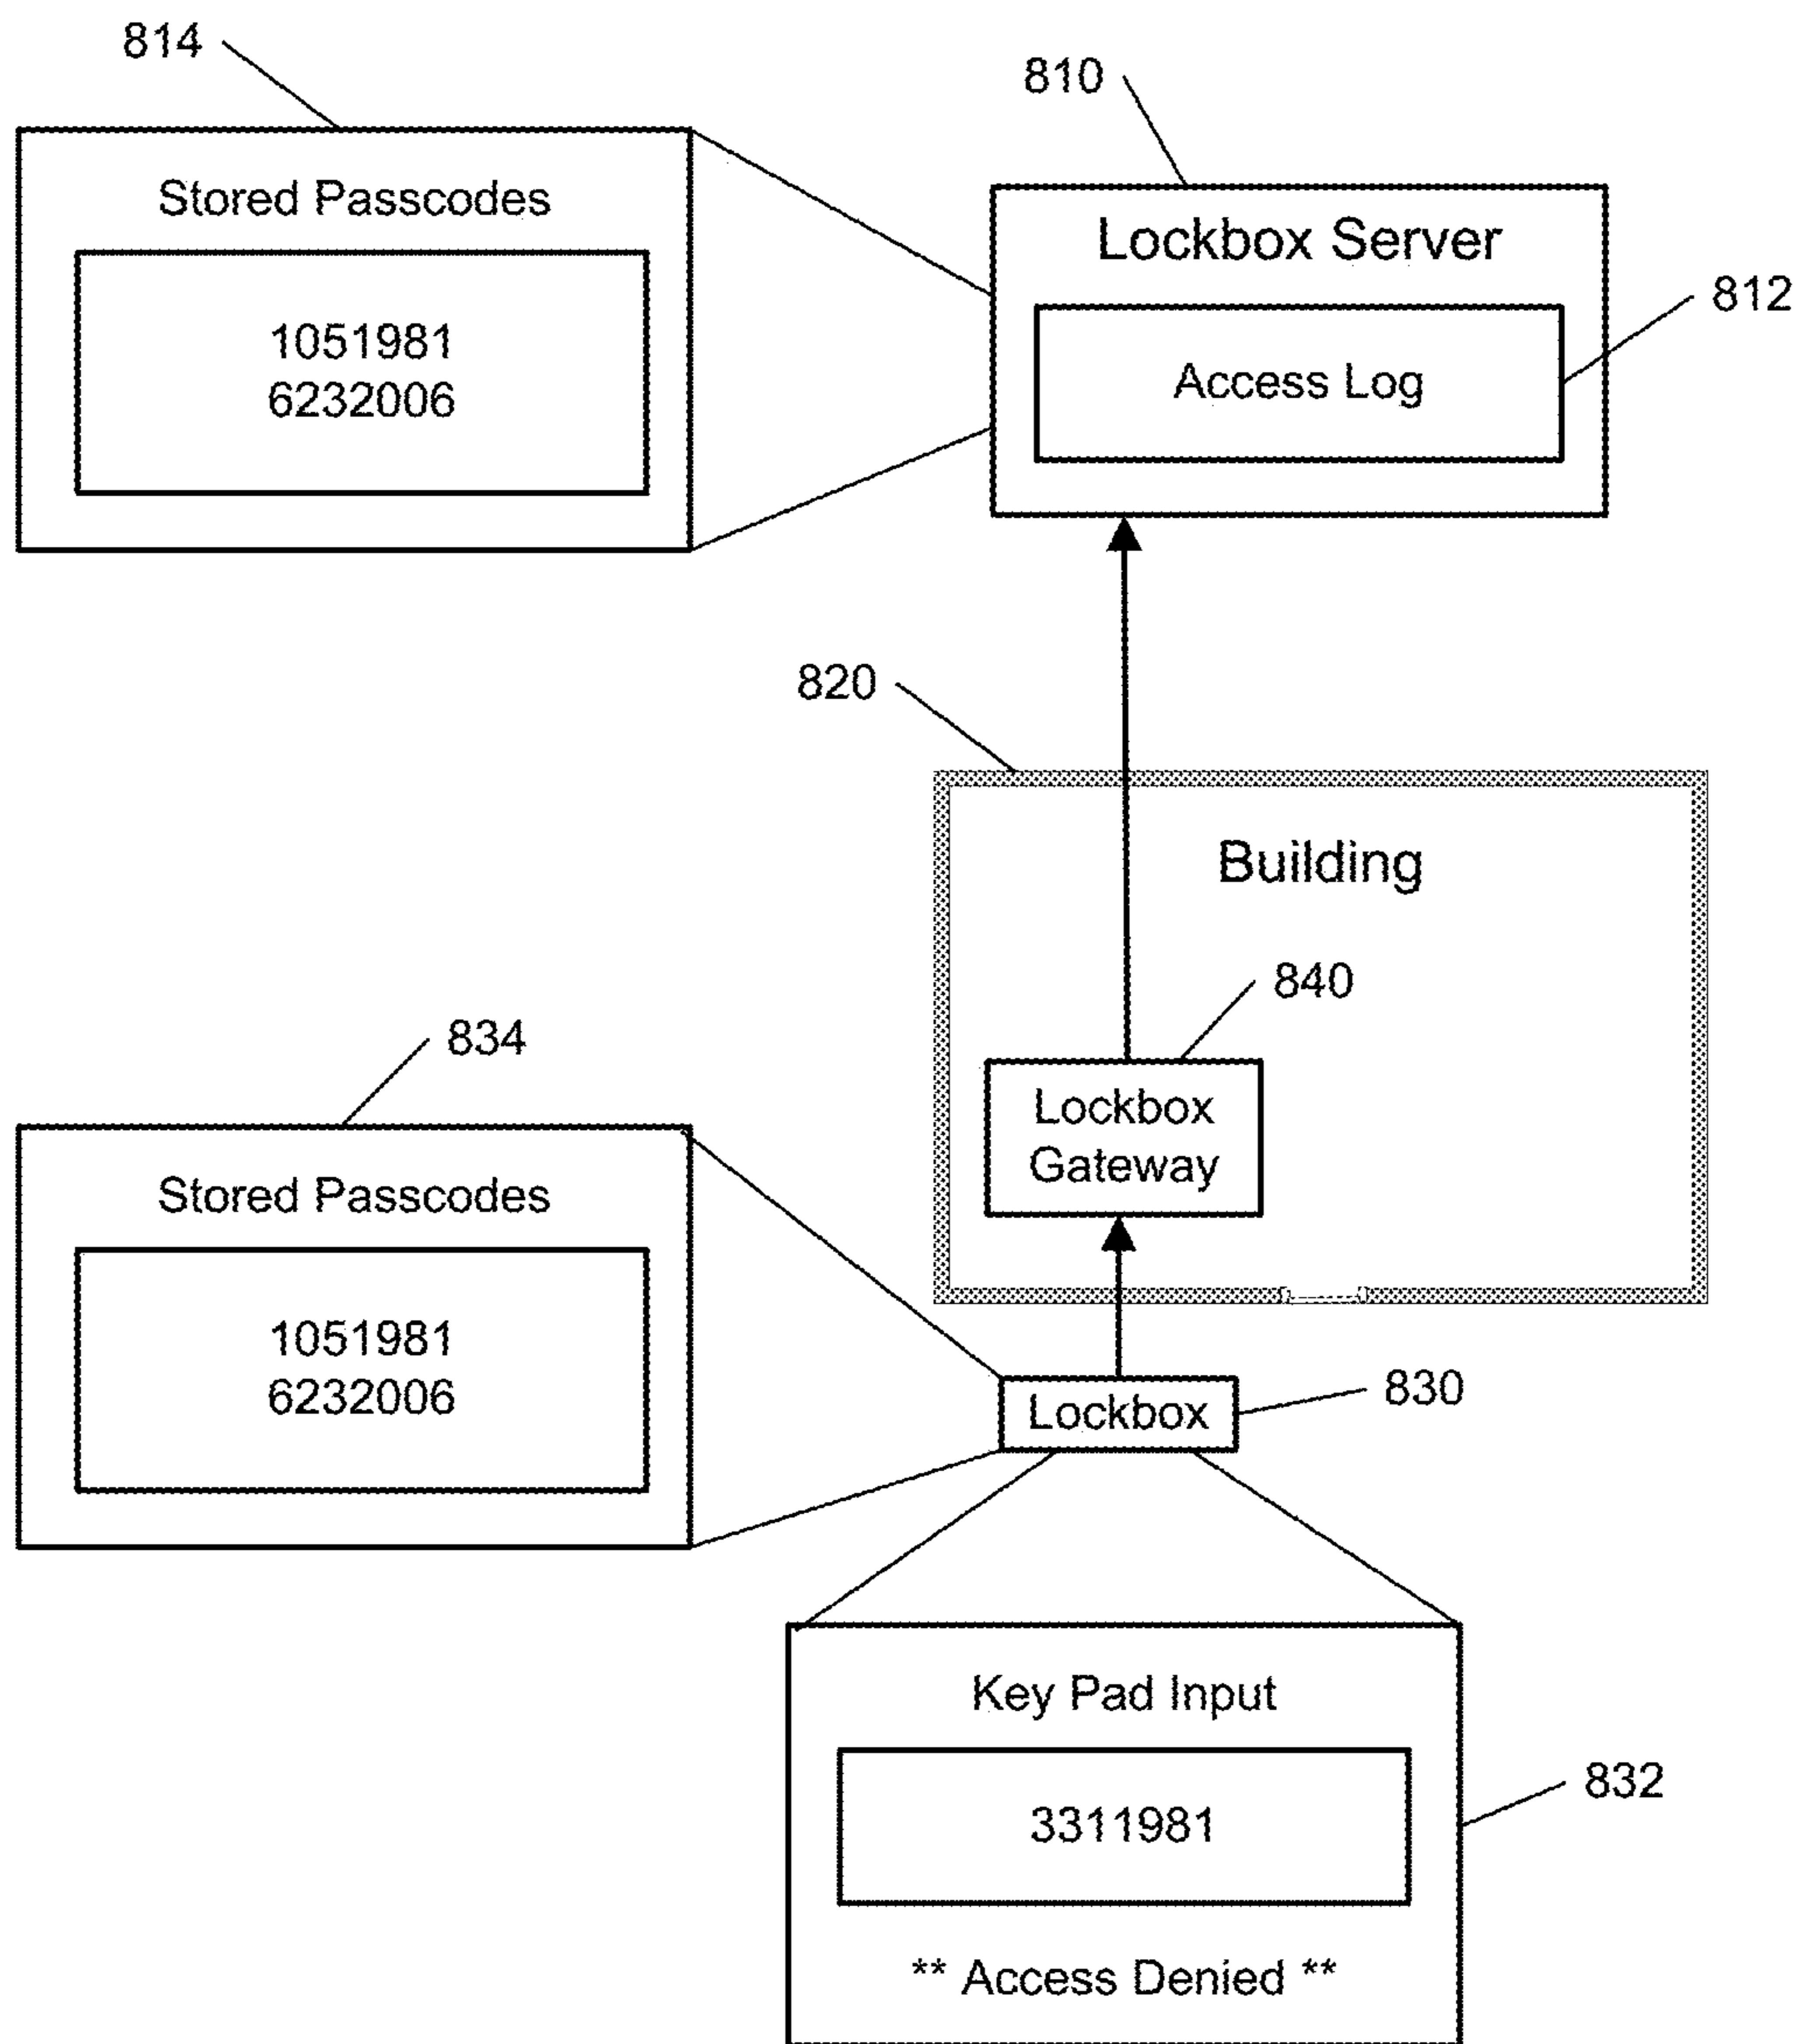 814
810
Stored Passcodes
Lockbox Server
812
1051981
6232006
Access Log
820
Building
840
834
Lockbox
Gateway
Stored Passcodes
1051981
6232006
830
Lockbox
Key Pad Input
832
3311981
** Access Denied **